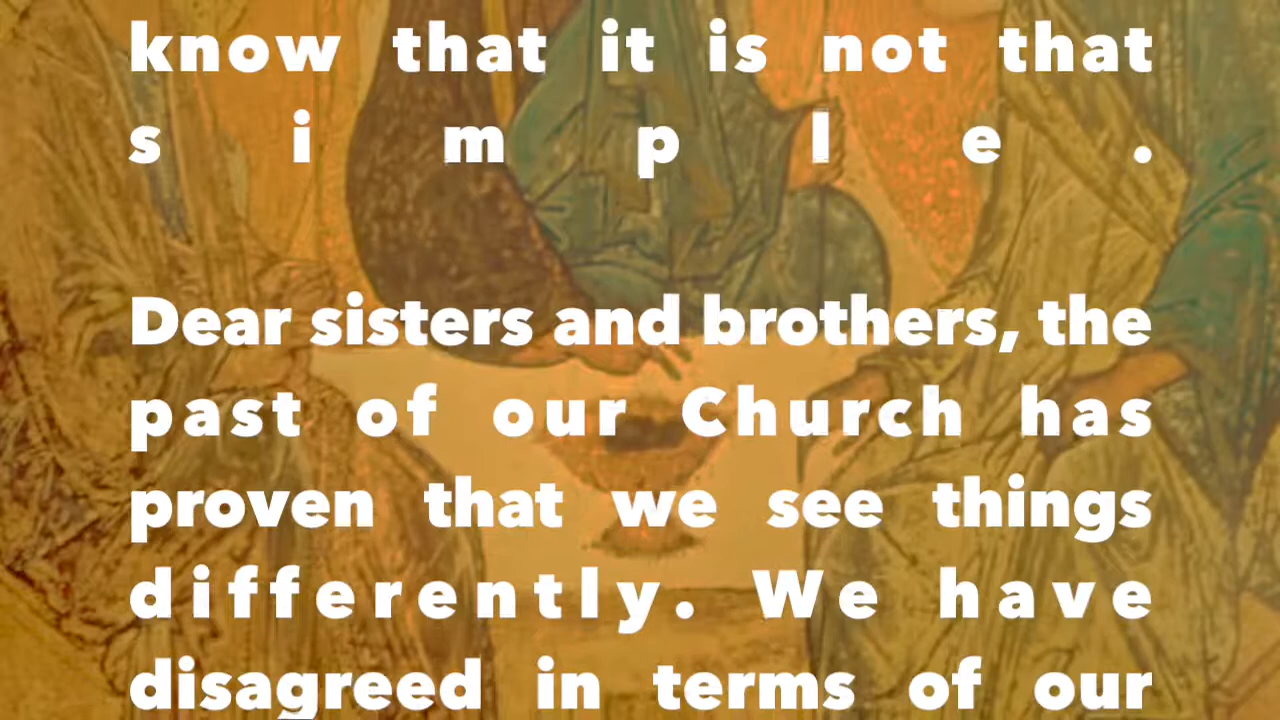 know that it is not that
simple.
Dear sisters and brothers, the
past of our Church has
proven that we see things
differently. We have
disagreed in terms of our